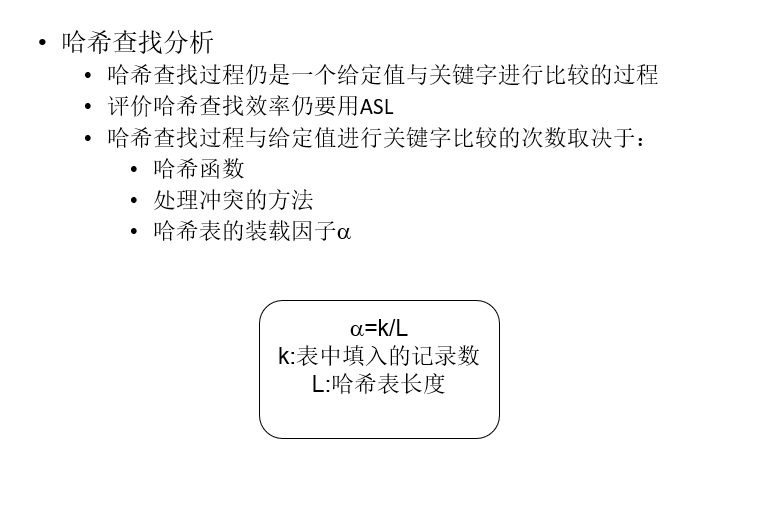 • 哈希查找分析
• 哈希查找过程仍是一个给定值与关键字进行比较的过程
• 评价哈希查找效率仍要用ASL
• 哈希查找过程与给定值进行关键字比较的次数取决于：
• 哈希函数
• 处理冲突的方法
• 哈希表的装载因子α
α=k/L
k:表中填入的记录数
L:哈希表长度